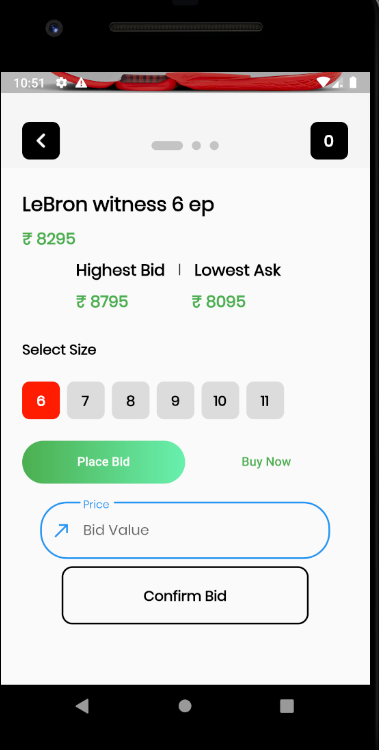 10:51
0
LeBron witness 6 ep
₹ 8295
Highest Bid | Lowest Ask
₹ 8795 ₹ 8095
Select Size
6 7 8 9 10 11
Place Bid Buy Now
Price
Bid Value
Confirm Bid